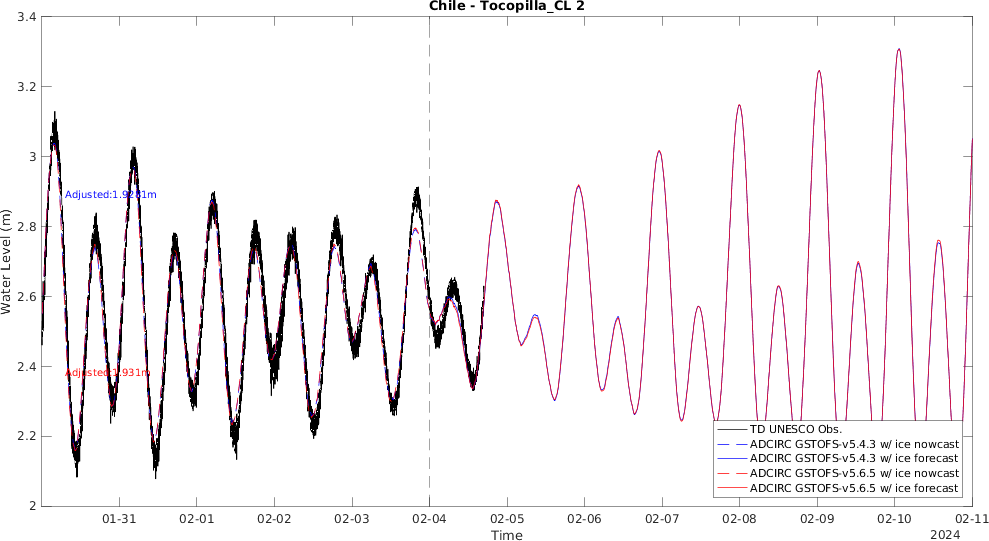 Chile - Tocopilla_CL 2
3.4
3.2
3
2.8
2.6
2.4
2.2
2
Water Level (m)
Adjusted:1.931m
TD UNESCO Obs.
ADCIRC GSTOFS-v5.4.3 w/ ice nowcast
ADCIRC GSTOFS-v5.4.3 w/ ice forecast
ADCIRC GSTOFS-v5.6.5 w/ ice nowcast
ADCIRC GSTOFS-v5.6.5 w/ ice forecast
01-31
02-01
02-02
02-03
02-04
02-05
02-06
02-07
02-08
02-09
02-10
02-11
Time
2024